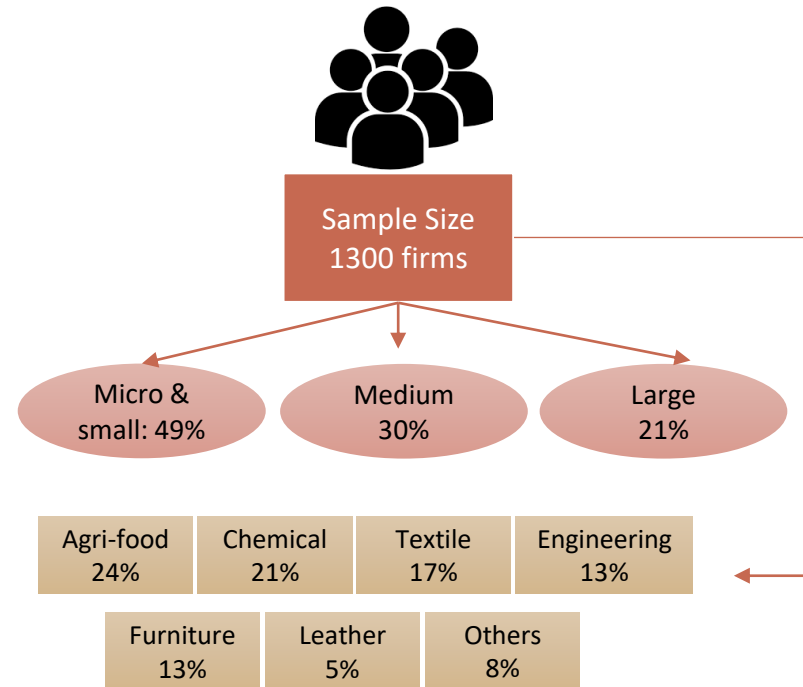 Sample Size
1300 firms
Micro &
small: 49%
Medium
30%
Large
21%
Agri-food
24%
Chemical
21%
Textile
17%
Engineering
13%
Furniture
13%
Leather
5%
Others
8%